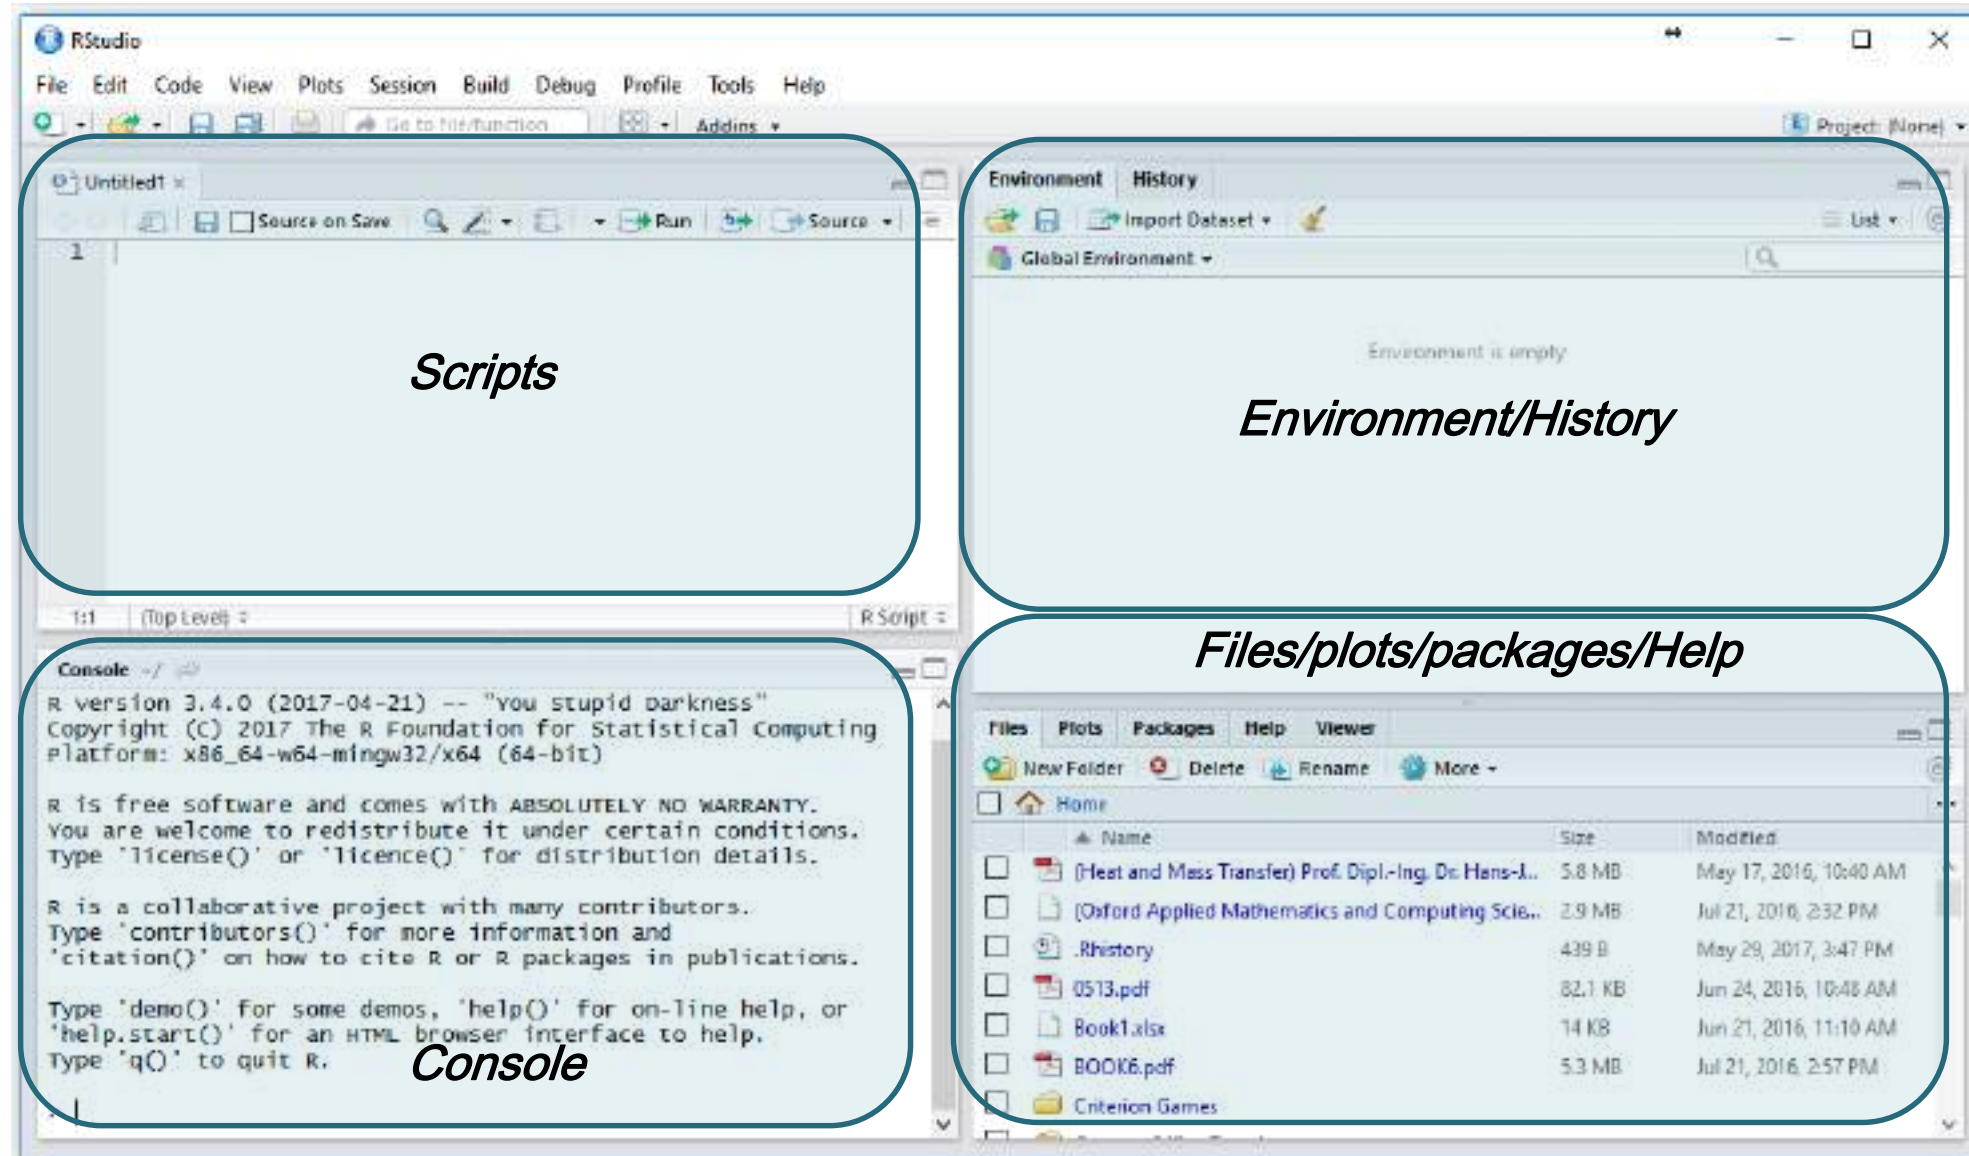 RStudio
File Edit Code View Plots Session Build Debug Profile Tools Help
Go to file/function Addins Project: (None)
Untitled1
Source on Save Run Source
1
Scripts
1:1 (Top Level) R Script
Environment History
Import Dataset List
Global Environment
Environment is empty
Environment/History
Console ~/
R version 3.4.0 (2017-04-21) -- "You Stupid Darkness"
Copyright (C) 2017 The R Foundation for Statistical Computing
Platform: x86_64-w64-mingw32/x64 (64-bit)
R is free software and comes with ABSOLUTELY NO WARRANTY.
You are welcome to redistribute it under certain conditions.
Type 'license()' or 'licence()' for distribution details.
R is a collaborative project with many contributors.
Type 'contributors()' for more information and
'citation()' on how to cite R or R packages in publications.
Type 'demo()' for some demos, 'help()' for on-line help, or
'help.start()' for an HTML browser interface to help.
Type 'q()' to quit R.
Console
>
Files/plots/packages/Help
Files Plots Packages Help Viewer
New Folder Delete Rename More
Home
Name Size Modified
(Heat and Mass Transfer) Prof. Dipl.-Ing. Dr. Hans-J... 5.8 MB May 17, 2016, 10:40 AM
(Oxford Applied Mathematics and Computing Scie... 2.9 MB Jul 21, 2016, 2:32 PM
.Rhistory 439 B May 29, 2017, 3:47 PM
0513.pdf 82.1 KB Jun 24, 2016, 10:48 AM
Book1.xlsx 14 KB Jun 21, 2016, 11:10 AM
BOOK6.pdf 5.3 MB Jul 21, 2016, 2:57 PM
Criterion Games